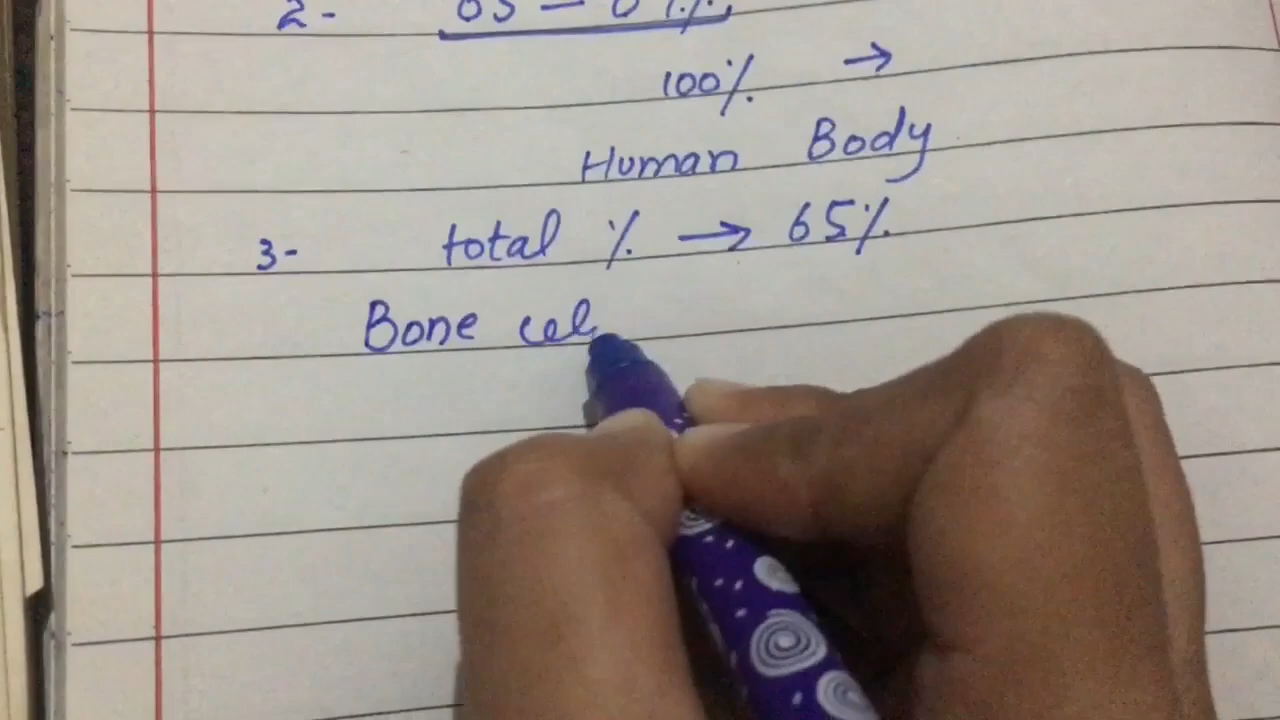 2-
100% →
Human Body
3- total % → 65%
Bone cel